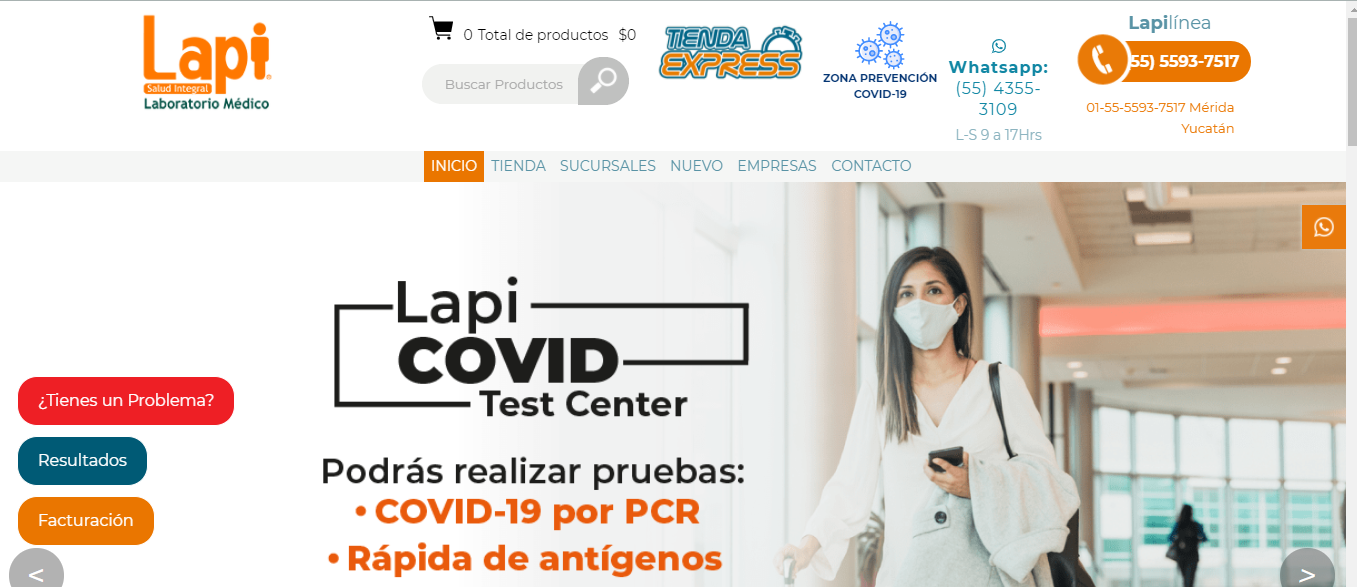 Lapi
Salud Integral
Laboratorio Médico
0 Total de productos $0
Buscar Productos
TIENDA
EXPRESS
ZONA PREVENCIÓN
COVID-19
Whatsapp:
(55) 4355-
3109
L-S 9 a 17Hrs
Lapilínea
55) 5593-7517
01-55-5593-7517 Mérida
Yucatán
INICIO TIENDA SUCURSALES NUEVO EMPRESAS CONTACTO
Lapi
COVID
Test Center
Podrás realizar pruebas:
• COVID-19 por PCR
• Rápida de antígenos
¿Tienes un Problema?
Resultados
Facturación
< >